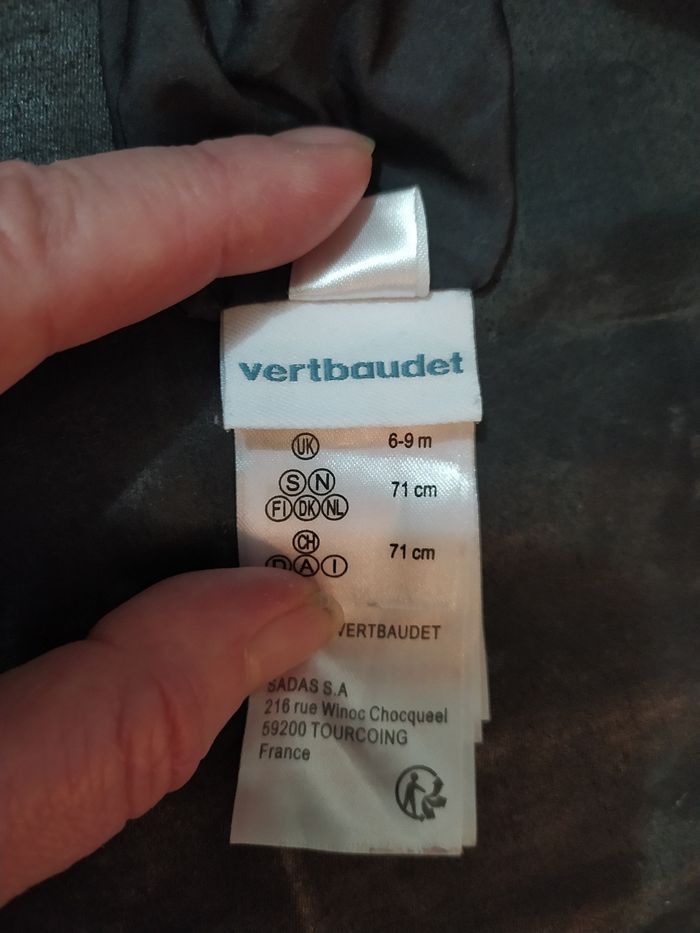 vertbaudet
UK 6-9 m
S N 71 cm
FI DK NL
CH 71 cm
D A I
VERTBAUDET
SADAS S.A
216 rue Winoc Chocqueel
59200 TOURCOING
France